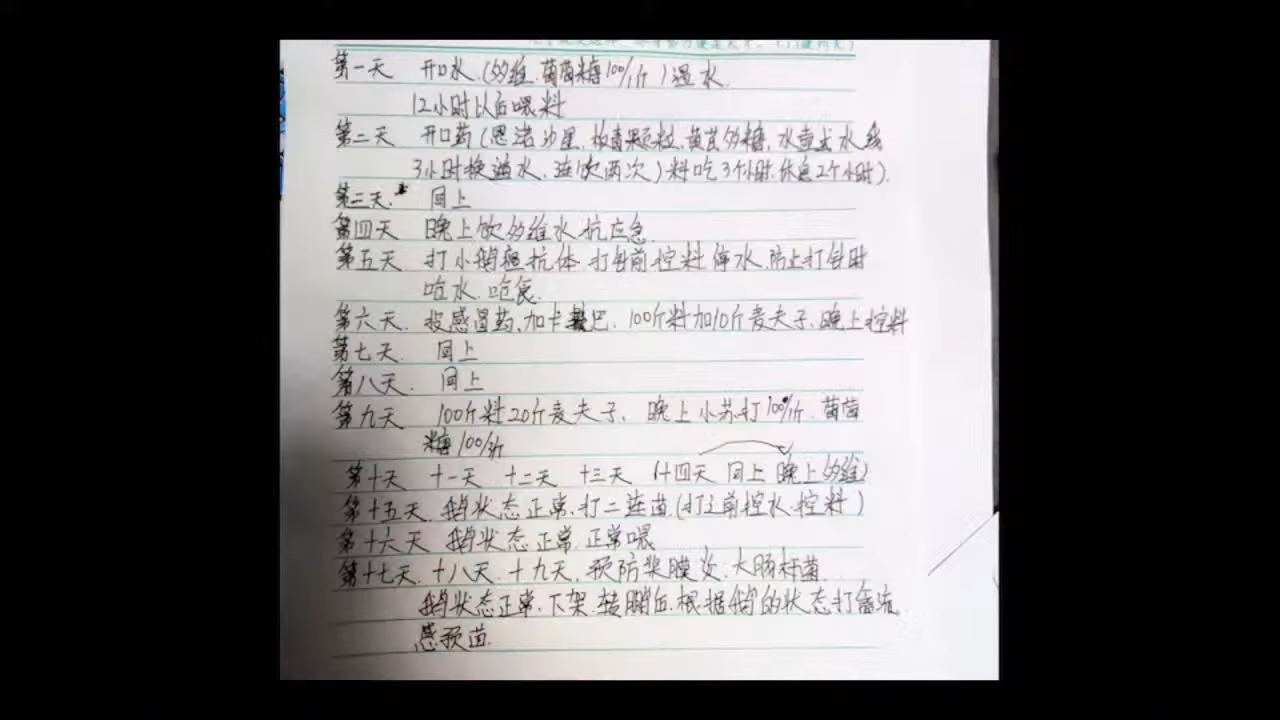 第一天 开口水.(多维.葡萄糖100/1斤)温水.
12小时以后喂料
第二天 开口药(恩诺沙星,板青颗粒,黄芪多糖,水壶或水线
3小时换温水、连饮两次)料吃3个小时.休息2个小时).
第三天. 同上
第四天 晚上饮多维水.抗应急.
第五天 打小鹅瘟抗体.打针前控料停水.防止打针时
呛水.呛食.
第六天.投感冒药,加卡巴.100斤料加10斤麦夫子.晚上控料
第七天. 同上
第八天. 同上
第九天 100斤料20斤麦夫子、晚上小苏打100/1斤.葡萄
糖100/斤
第十天 十一天 十二天 十三天 (十四天 同上 晚上多维)
第十五天.鹅状态正常.打二连苗(打之前控水.控料)
第十六天 鹅状态正常.正常喂
第十七天.十八天.十九天.预防浆膜炎.大肠杆菌.
鹅状态正常.下架.转鹏后.根据鹅的状态打禽流
感预苗.